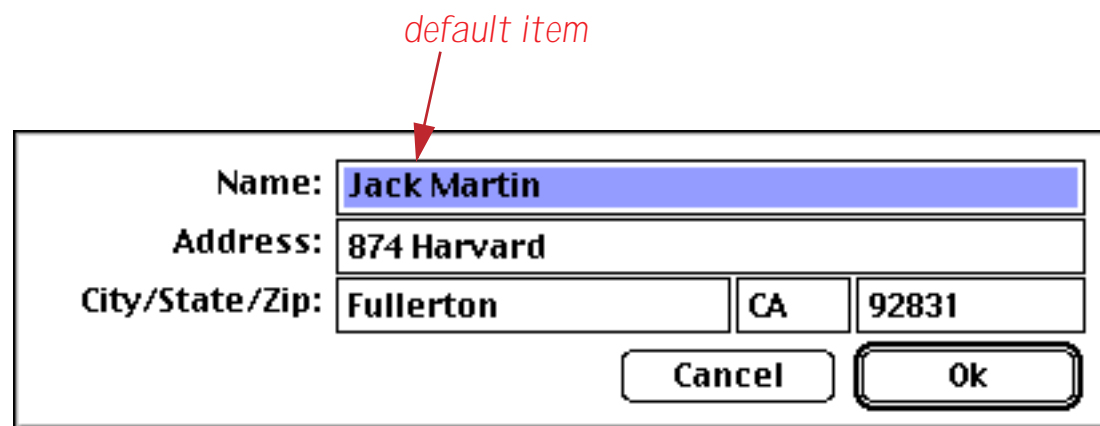 default item
Name: Jack Martin
Address: 874 Harvard
City/State/Zip: Fullerton CA 92831
Cancel Ok